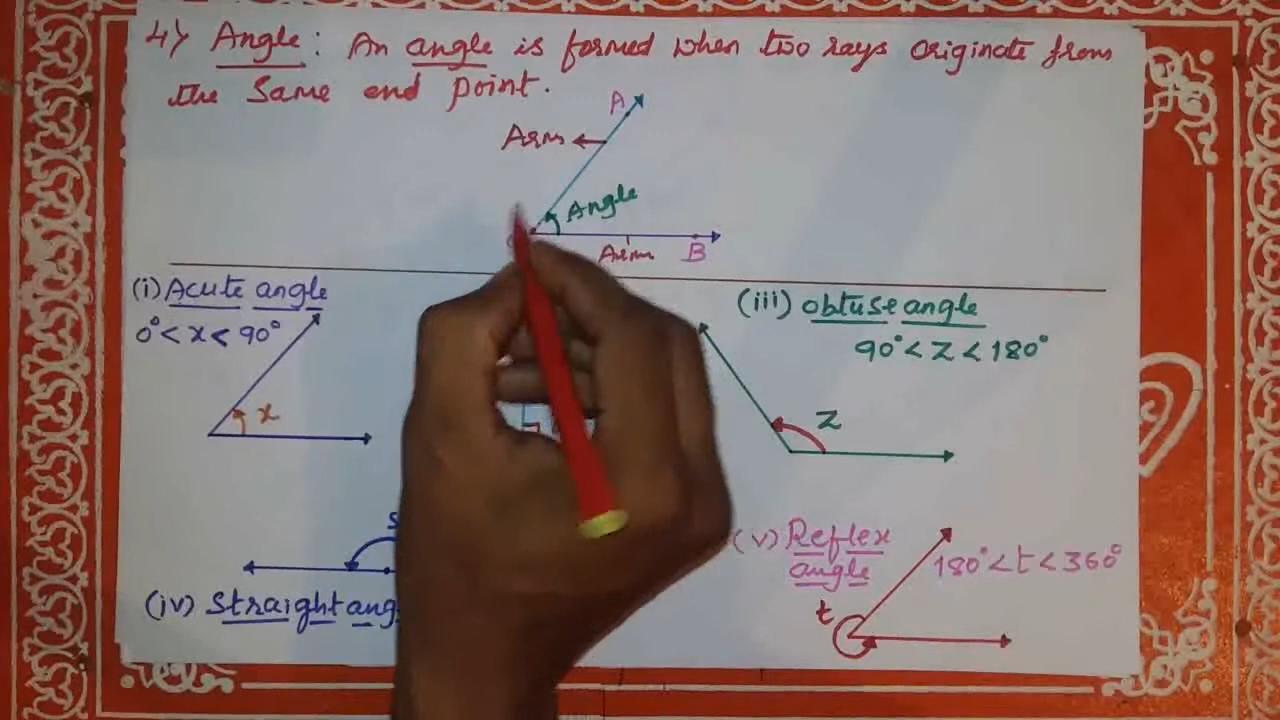 4) Angle: An angle is formed when two rays originate from
the Same end point.
A
Arm
Angle
Arm
B
(i) Acute angle
0° < x < 90°
x
(iii) obtuse angle
90° < Z < 180°
Z
S
(iv) Straight ang
(v) Reflex
angle
180° < t < 360°
t